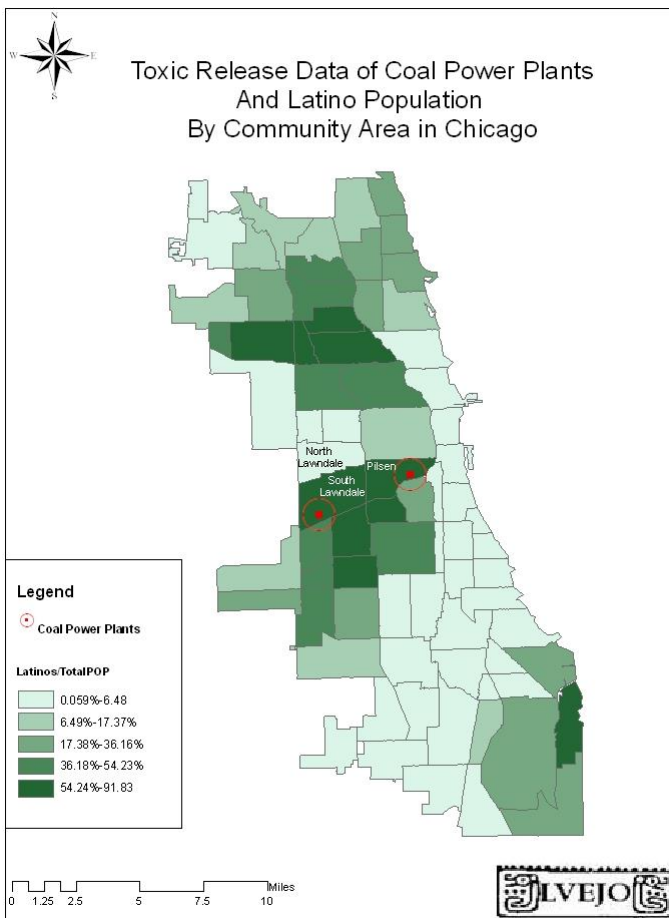 N
W E
S
Toxic Release Data of Coal Power Plants
And Latino Population
By Community Area in Chicago
North
Lawndale
Pilsen
South
Lawndale
Legend
Coal Power Plants
Latinos/TotalPOP
0.059%-6.48
6.49%-17.37%
17.38%-36.16%
36.18%-54.23%
54.24%-91.83
Miles
0 1.25 2.5 5 7.5 10
LVEJO